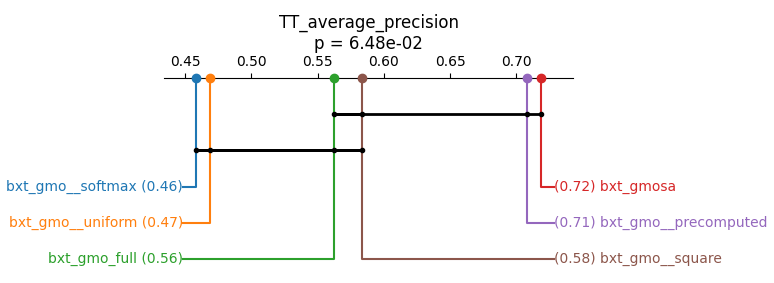 TT_average_precision
p = 6.48e-02
0.45 0.50 0.55 0.60 0.65 0.70
bxt_gmo__softmax (0.46) (0.72) bxt_gmosa
bxt_gmo__uniform (0.47) (0.71) bxt_gmo__precomputed
bxt_gmo_full (0.56) (0.58) bxt_gmo__square